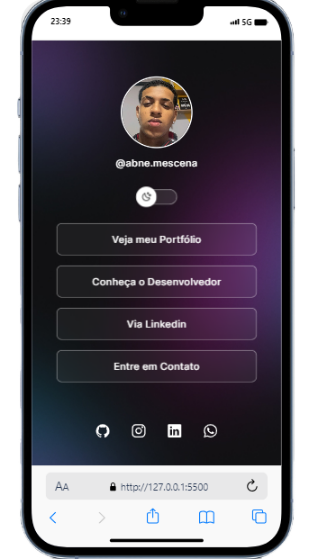 23:39
5G
@abne.mescena
Veja meu Portfólio
Conheça o Desenvolvedor
Via Linkedin
Entre em Contato
in
AA http://127.0.0.1:5500